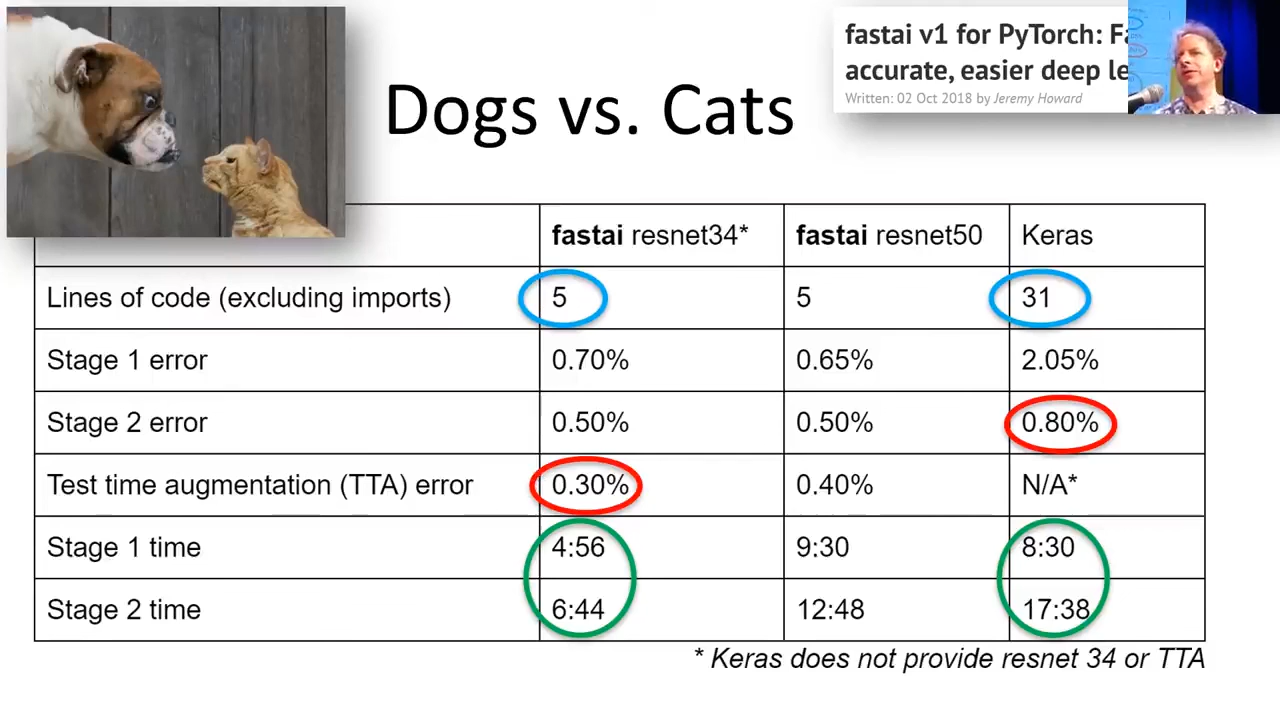 fastai v1 for PyTorch:
accurate, easier deep
Written: 02 Oct 2018 by Jeremy Howard
Dogs vs. Cats
fastai resnet34* fastai resnet50 Keras
Lines of code (excluding imports) 5 5 31
Stage 1 error 0.70% 0.65% 2.05%
Stage 2 error 0.50% 0.50% 0.80%
Test time augmentation (TTA) error 0.30% 0.40% N/A*
Stage 1 time 4:56 9:30 8:30
Stage 2 time 6:44 12:48 17:38
* Keras does not provide resnet 34 or TTA